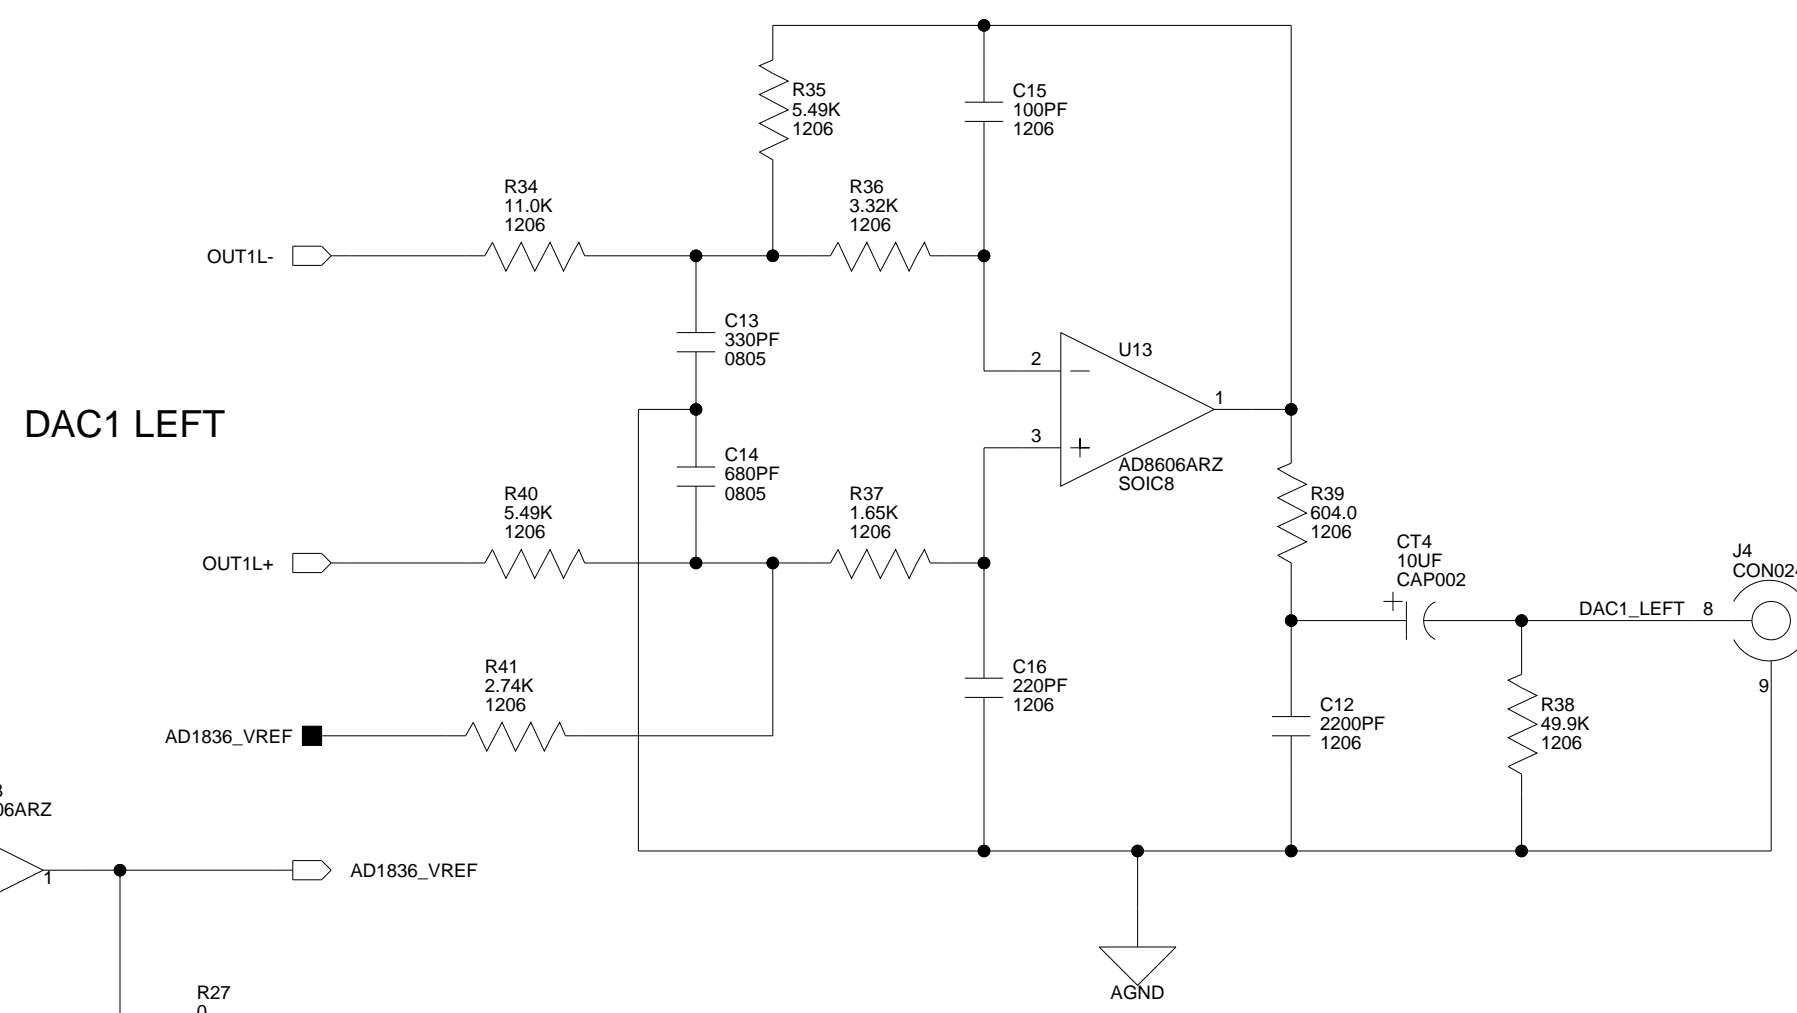 R35
5.49K
1206
C15
100PF
1206
R34
11.0K
1206
R36
3.32K
1206
OUT1L-
C13
330PF
0805
U13
2
1
DAC1 LEFT
3
C14
680PF
0805
AD8606ARZ
SOIC8
R40
5.49K
1206
R37
1.65K
1206
R39
604.0
1206
OUT1L+
CT4
10UF
CAP002
J4
CON024
DAC1_LEFT 8
R41
2.74K
1206
C16
220PF
1206
9
C12
2200PF
1206
R38
49.9K
1206
AD1836_VREF
06ARZ
1
AD1836_VREF
AGND
R27
0